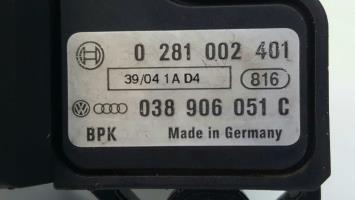 0 281 002 401
39/04 1A D4 816
038 906 051 C
BPK Made in Germany